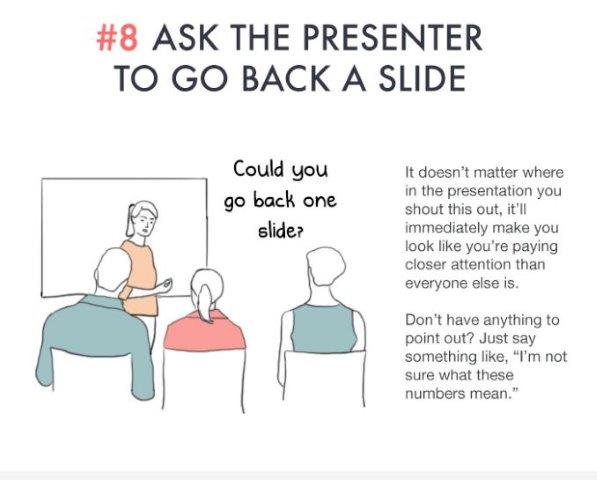 #8 ASK THE PRESENTER
TO GO BACK A SLIDE
Could you
go back one
slide?
It doesn't matter where
in the presentation you
shout this out, it'll
immediately make you
look like you're paying
closer attention than
everyone else is.
Don't have anything to
point out? Just say
something like, "I'm not
sure what these
numbers mean."